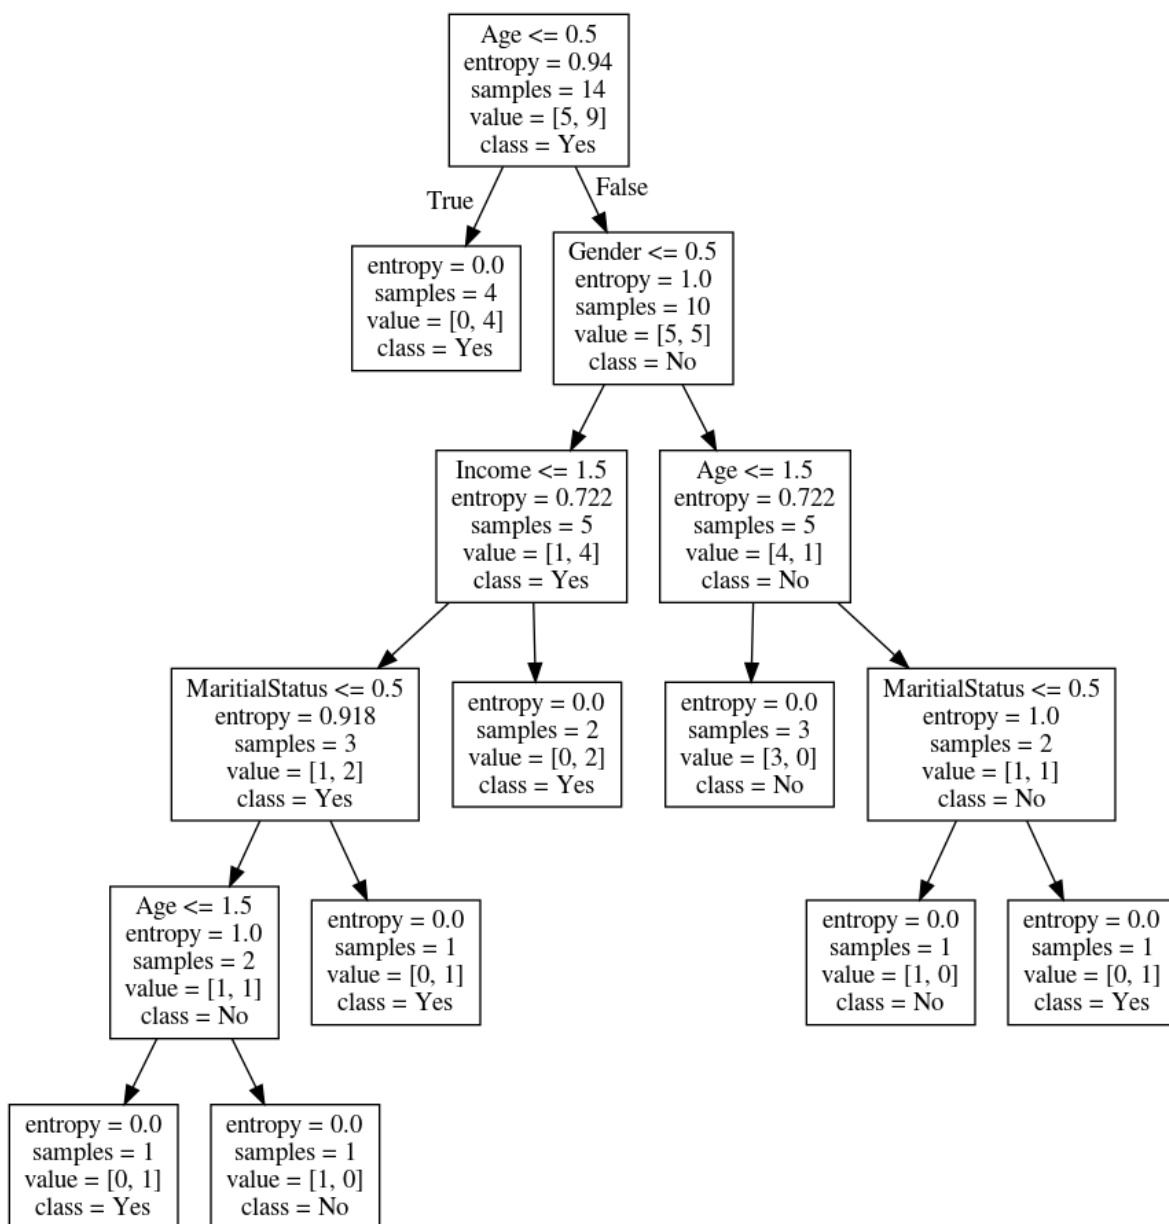 Age <= 0.5
entropy = 0.94
samples = 14
value = [5, 9]
class = Yes
True
False
entropy = 0.0
samples = 4
value = [0, 4]
class = Yes
Gender <= 0.5
entropy = 1.0
samples = 10
value = [5, 5]
class = No
Income <= 1.5
entropy = 0.722
samples = 5
value = [1, 4]
class = Yes
Age <= 1.5
entropy = 0.722
samples = 5
value = [4, 1]
class = No
MaritialStatus <= 0.5
entropy = 0.918
samples = 3
value = [1, 2]
class = Yes
entropy = 0.0
samples = 2
value = [0, 2]
class = Yes
entropy = 0.0
samples = 3
value = [3, 0]
class = No
MaritialStatus <= 0.5
entropy = 1.0
samples = 2
value = [1, 1]
class = No
Age <= 1.5
entropy = 1.0
samples = 2
value = [1, 1]
class = No
entropy = 0.0
samples = 1
value = [0, 1]
class = Yes
entropy = 0.0
samples = 1
value = [1, 0]
class = No
entropy = 0.0
samples = 1
value = [0, 1]
class = Yes
entropy = 0.0
samples = 1
value = [0, 1]
class = Yes
entropy = 0.0
samples = 1
value = [1, 0]
class = No